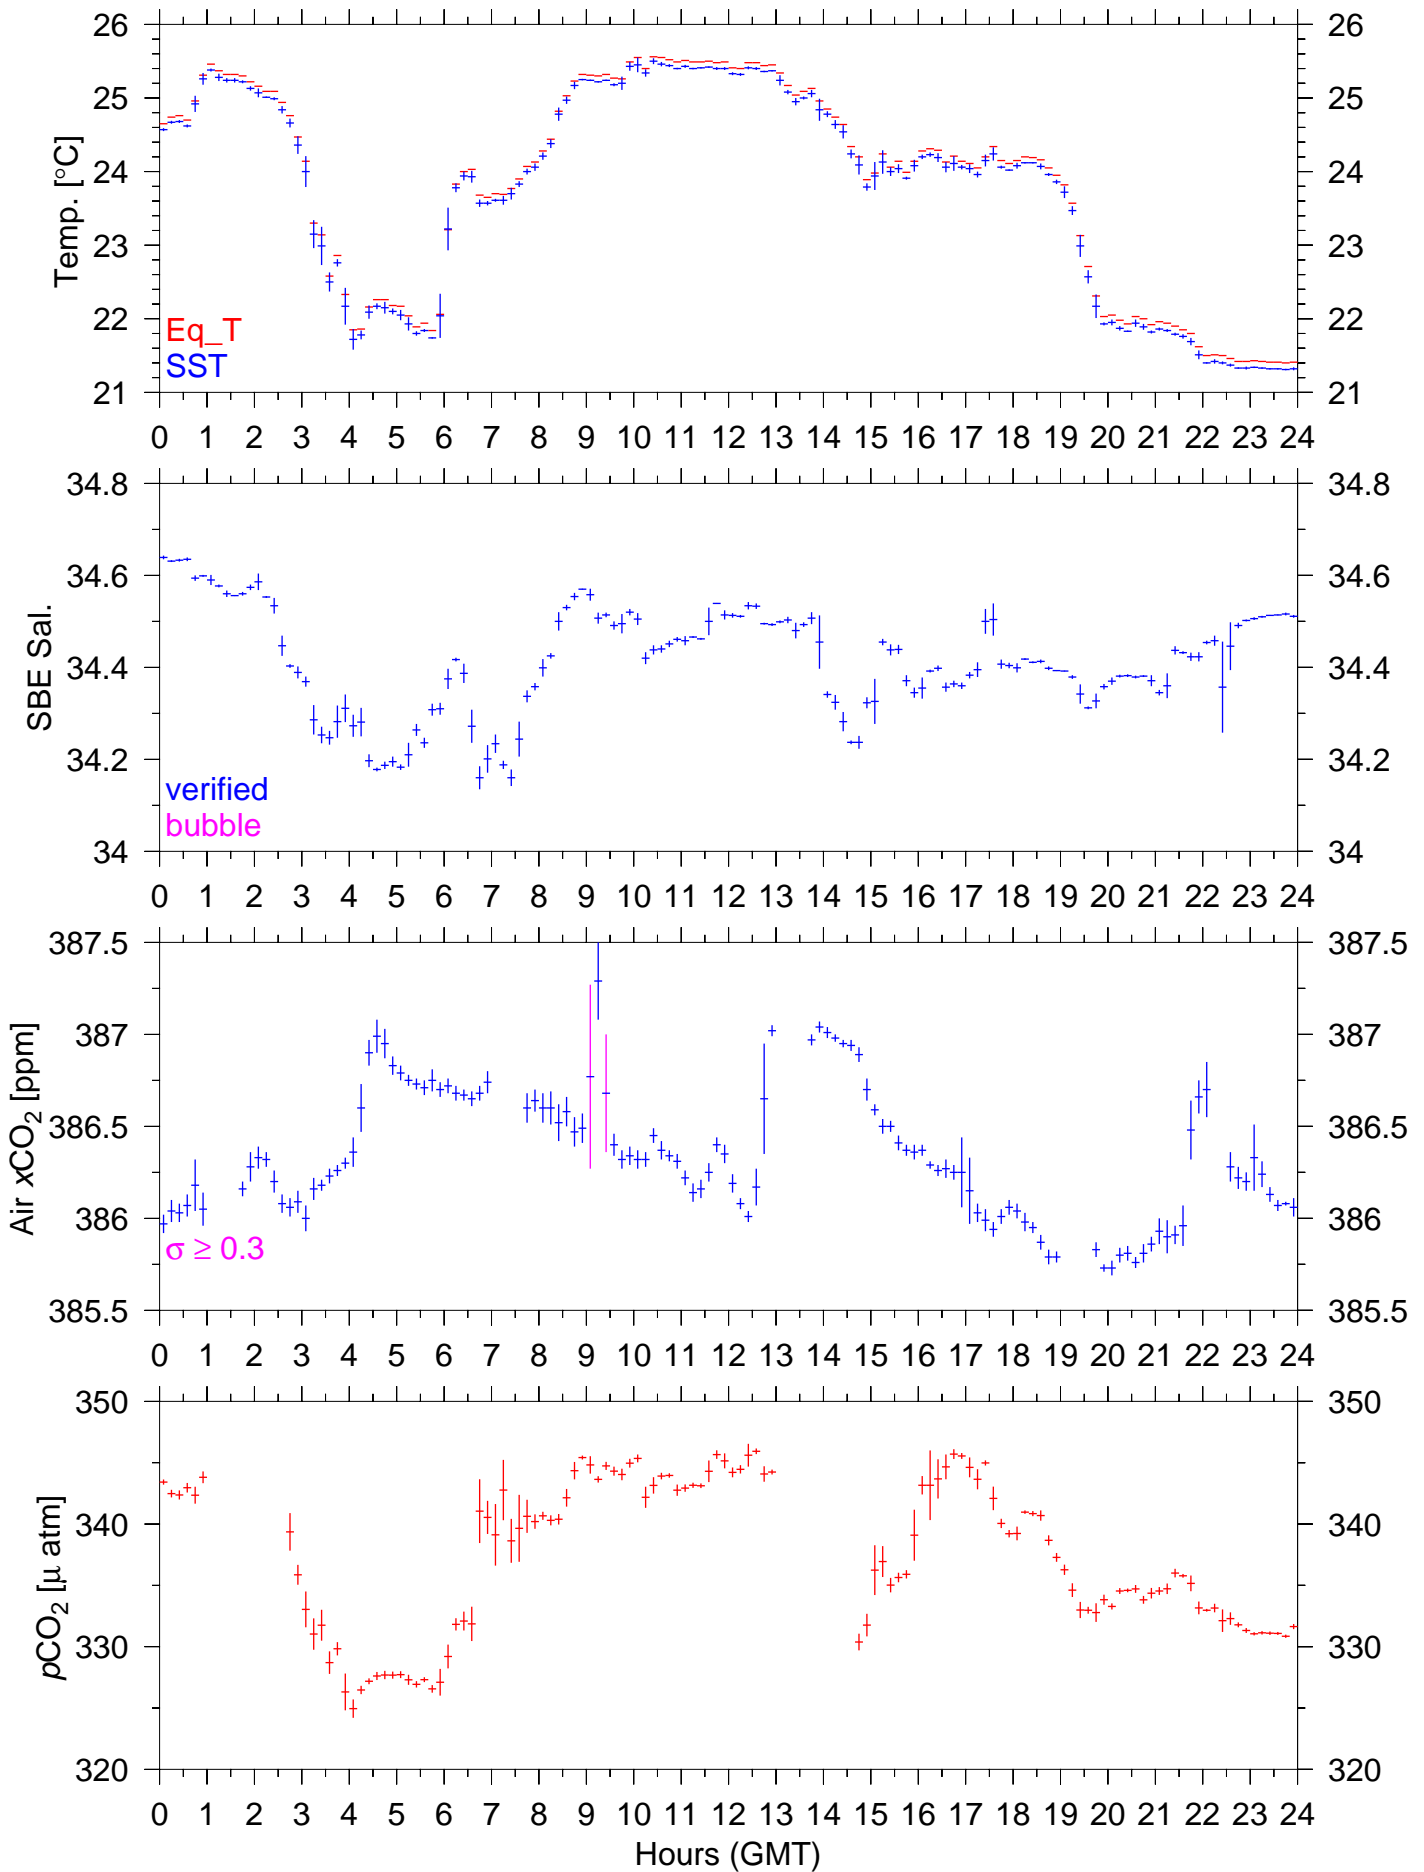 26 26
25 25
24 24
23 23
22 22
21 21
Temp. [°C]
Eq_T
SST
0 1 2 3 4 5 6 7 8 9 10 11 12 13 14 15 16 17 18 19 20 21 22 23 24
34.8 34.8
34.6 34.6
34.4 34.4
34.2 34.2
34 34
SBE Sal.
verified
bubble
0 1 2 3 4 5 6 7 8 9 10 11 12 13 14 15 16 17 18 19 20 21 22 23 24
387.5 387.5
387 387
386.5 386.5
386 386
385.5 385.5
Air xCO₂ [ppm]
σ ≥ 0.3
0 1 2 3 4 5 6 7 8 9 10 11 12 13 14 15 16 17 18 19 20 21 22 23 24
350 350
340 340
330 330
320 320
pCO₂ [μ atm]
0 1 2 3 4 5 6 7 8 9 10 11 12 13 14 15 16 17 18 19 20 21 22 23 24
Hours (GMT)